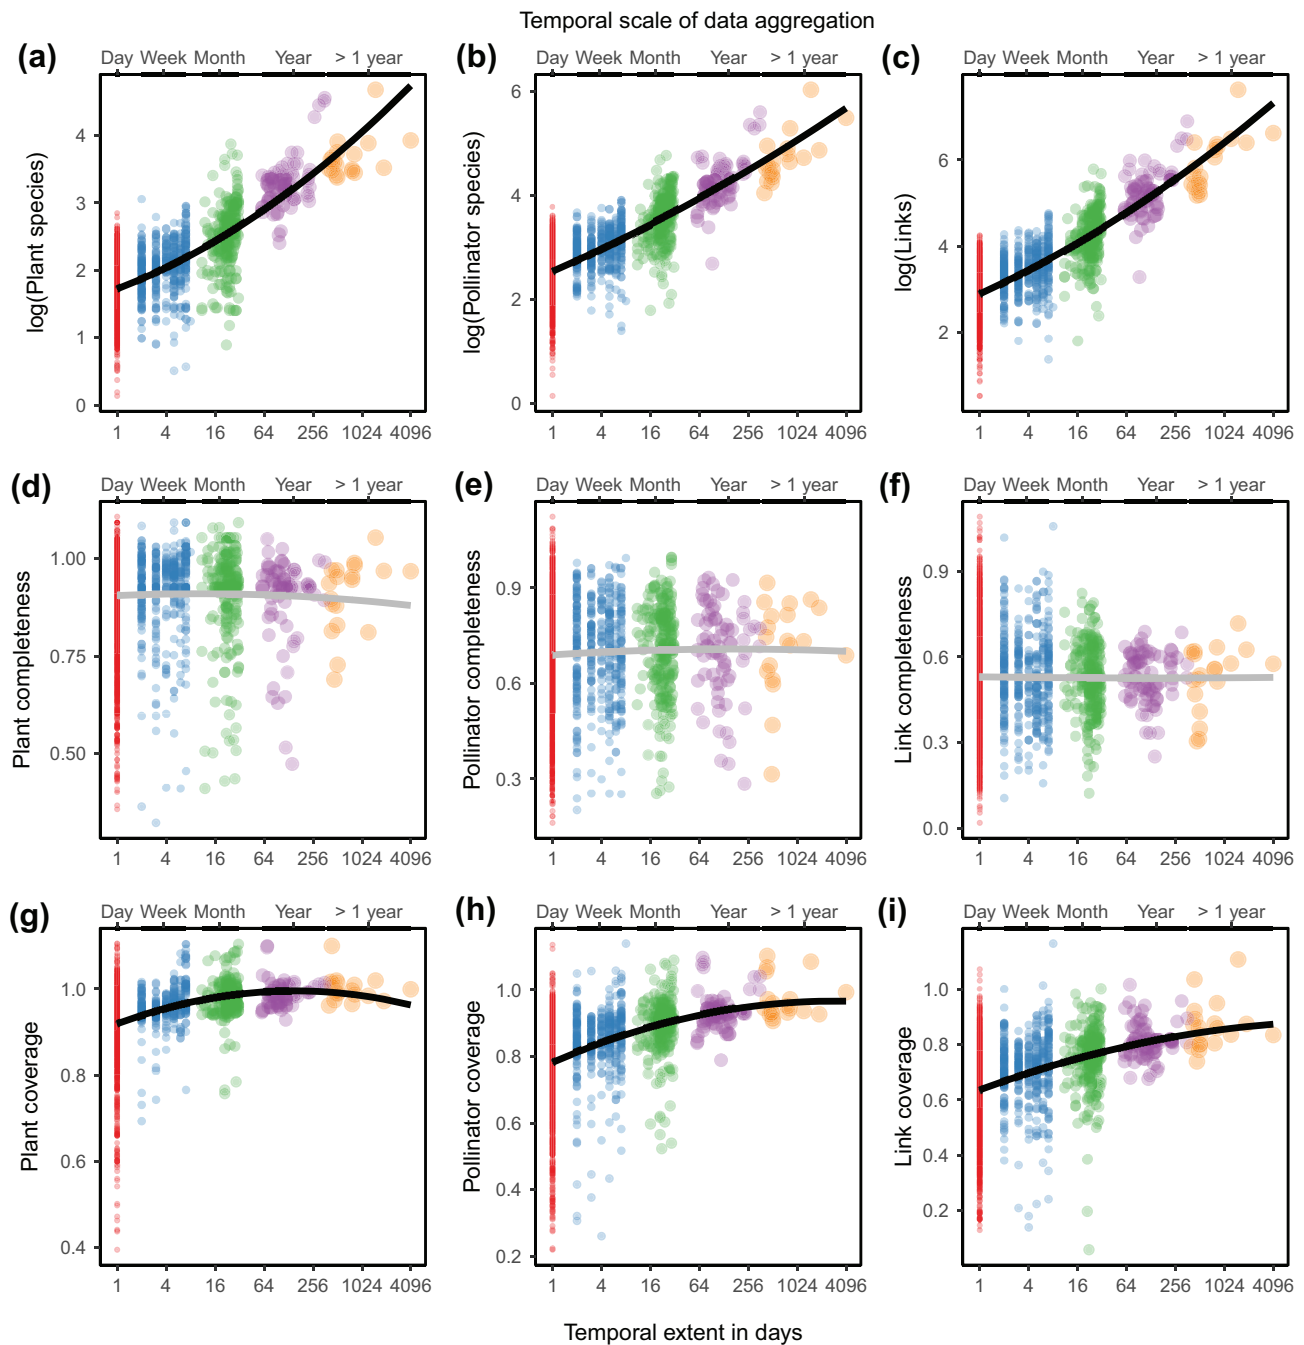 Temporal scale of data aggregation
(a) Day Week Month Year > 1 year
log(Plant species)
4
3
2
1
0
1 4 16 64 256 1024 4096
(b) Day Week Month Year > 1 year
log(Pollinator species)
6
4
2
0
1 4 16 64 256 1024 4096
(c) Day Week Month Year > 1 year
log(Links)
6
4
2
1 4 16 64 256 1024 4096
(d) Day Week Month Year > 1 year
Plant completeness
1.00
0.75
0.50
1 4 16 64 256 1024 4096
(e) Day Week Month Year > 1 year
Pollinator completeness
0.9
0.6
0.3
1 4 16 64 256 1024 4096
(f) Day Week Month Year > 1 year
Link completeness
0.9
0.6
0.3
0.0
1 4 16 64 256 1024 4096
(g) Day Week Month Year > 1 year
Plant coverage
1.0
0.8
0.6
0.4
1 4 16 64 256 1024 4096
(h) Day Week Month Year > 1 year
Pollinator coverage
1.0
0.8
0.6
0.4
0.2
1 4 16 64 256 1024 4096
(i) Day Week Month Year > 1 year
Link coverage
1.0
0.8
0.6
0.4
0.2
1 4 16 64 256 1024 4096
Temporal extent in days